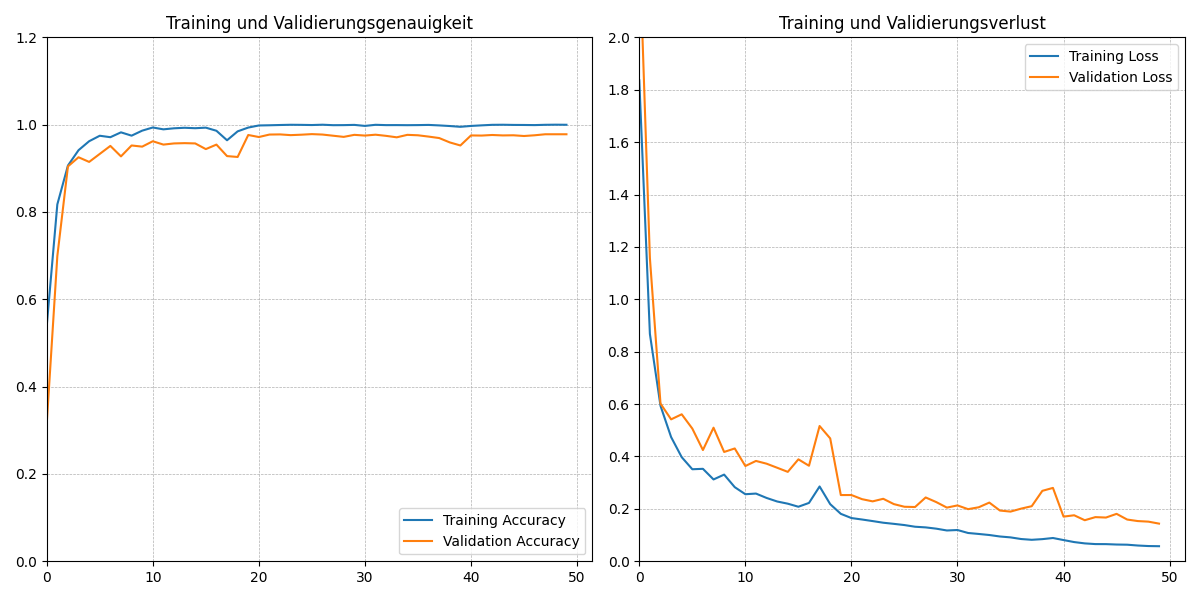 Training und Validierungsgenauigkeit
1.2
1.0
0.8
0.6
0.4
0.2
0.0
0 10 20 30 40 50
Training Accuracy
Validation Accuracy
Training und Validierungsverlust
2.0
1.8
1.6
1.4
1.2
1.0
0.8
0.6
0.4
0.2
0.0
0 10 20 30 40 50
Training Loss
Validation Loss